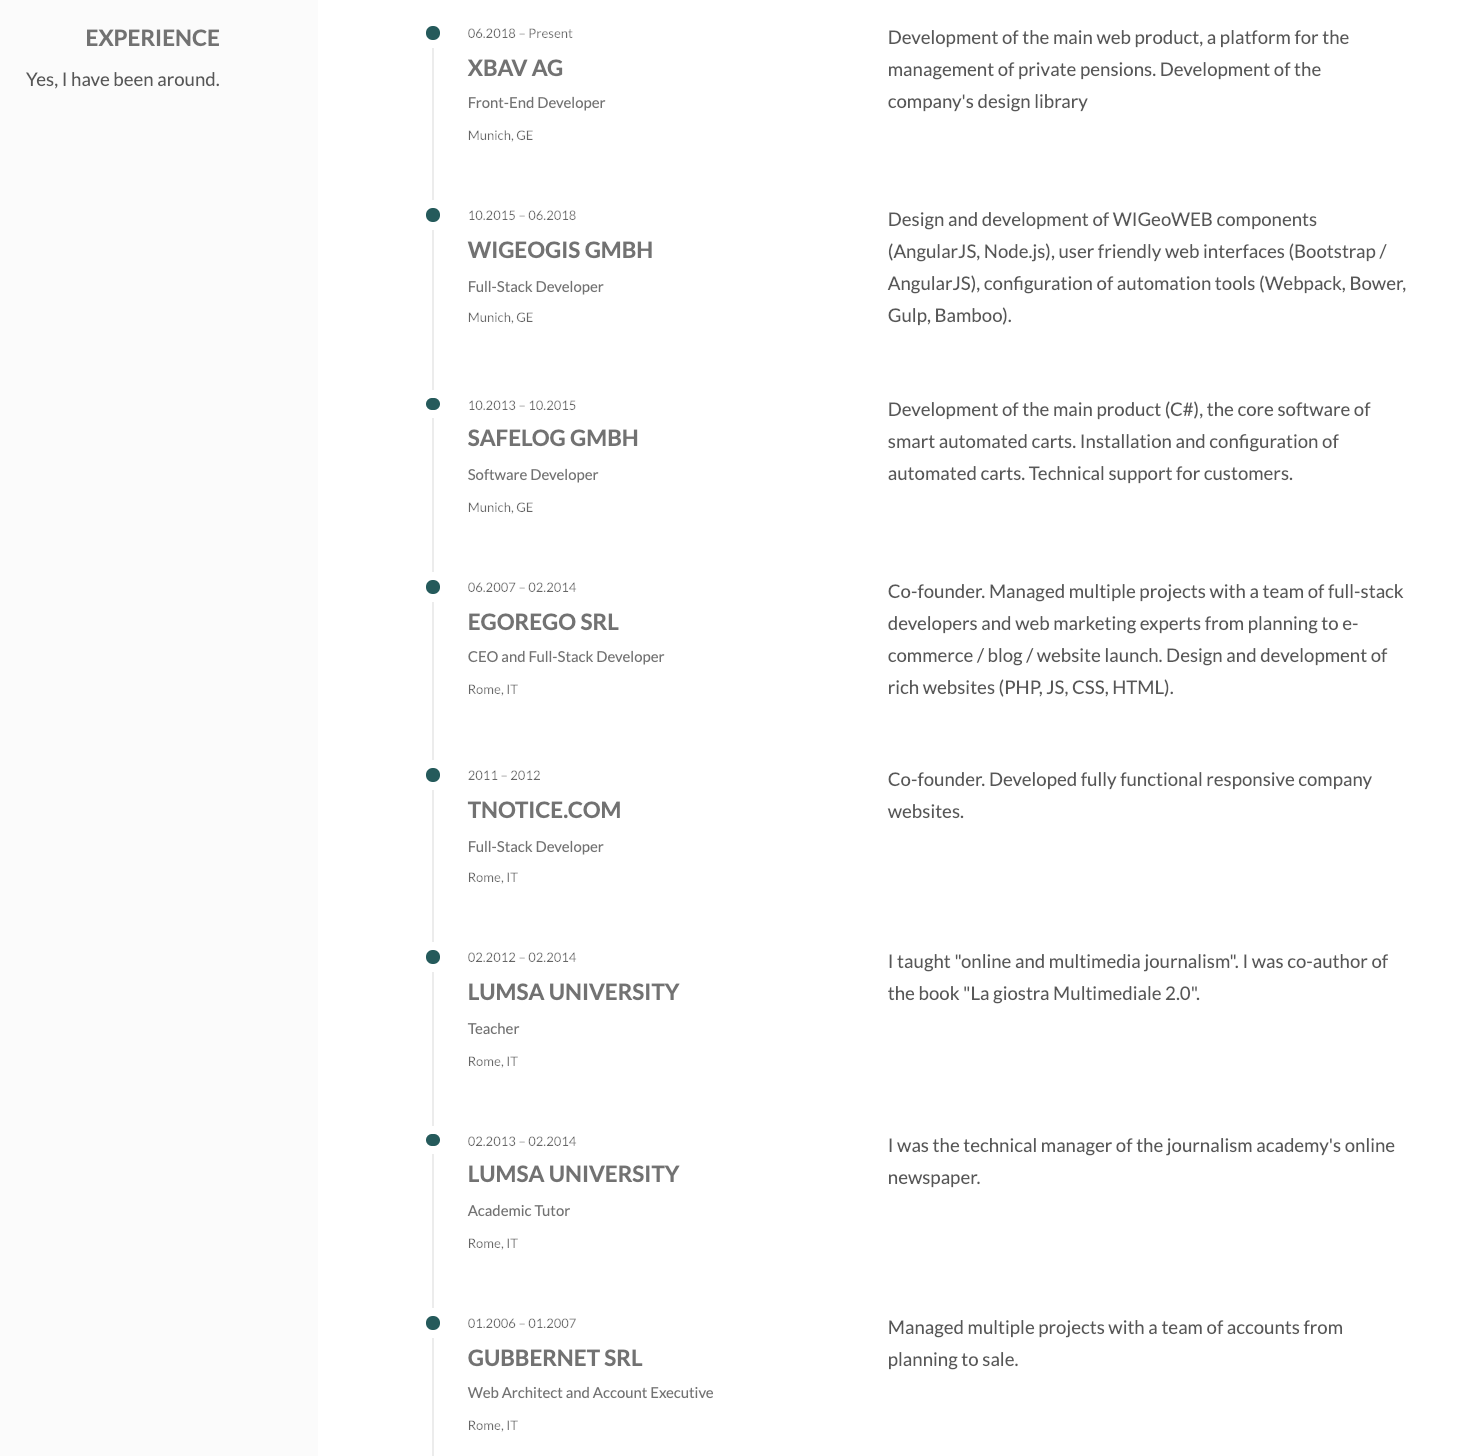 EXPERIENCE
Yes, I have been around.
06.2018 – Present
XBAV AG
Front-End Developer
Munich, GE
Development of the main web product, a platform for the
management of private pensions. Development of the
company's design library
10.2015 – 06.2018
WIGEOGIS GMBH
Full-Stack Developer
Munich, GE
Design and development of WIGeoWEB components
(AngularJS, Node.js), user friendly web interfaces (Bootstrap /
AngularJS), configuration of automation tools (Webpack, Bower,
Gulp, Bamboo).
10.2013 – 10.2015
SAFELOG GMBH
Software Developer
Munich, GE
Development of the main product (C#), the core software of
smart automated carts. Installation and configuration of
automated carts. Technical support for customers.
06.2007 – 02.2014
EGOREGO SRL
CEO and Full-Stack Developer
Rome, IT
Co-founder. Managed multiple projects with a team of full-stack
developers and web marketing experts from planning to e-
commerce / blog / website launch. Design and development of
rich websites (PHP, JS, CSS, HTML).
2011 – 2012
TNOTICE.COM
Full-Stack Developer
Rome, IT
Co-founder. Developed fully functional responsive company
websites.
02.2012 – 02.2014
LUMSA UNIVERSITY
Teacher
Rome, IT
I taught "online and multimedia journalism". I was co-author of
the book "La giostra Multimediale 2.0".
02.2013 – 02.2014
LUMSA UNIVERSITY
Academic Tutor
Rome, IT
I was the technical manager of the journalism academy's online
newspaper.
01.2006 – 01.2007
GUBBERNET SRL
Web Architect and Account Executive
Rome, IT
Managed multiple projects with a team of accounts from
planning to sale.